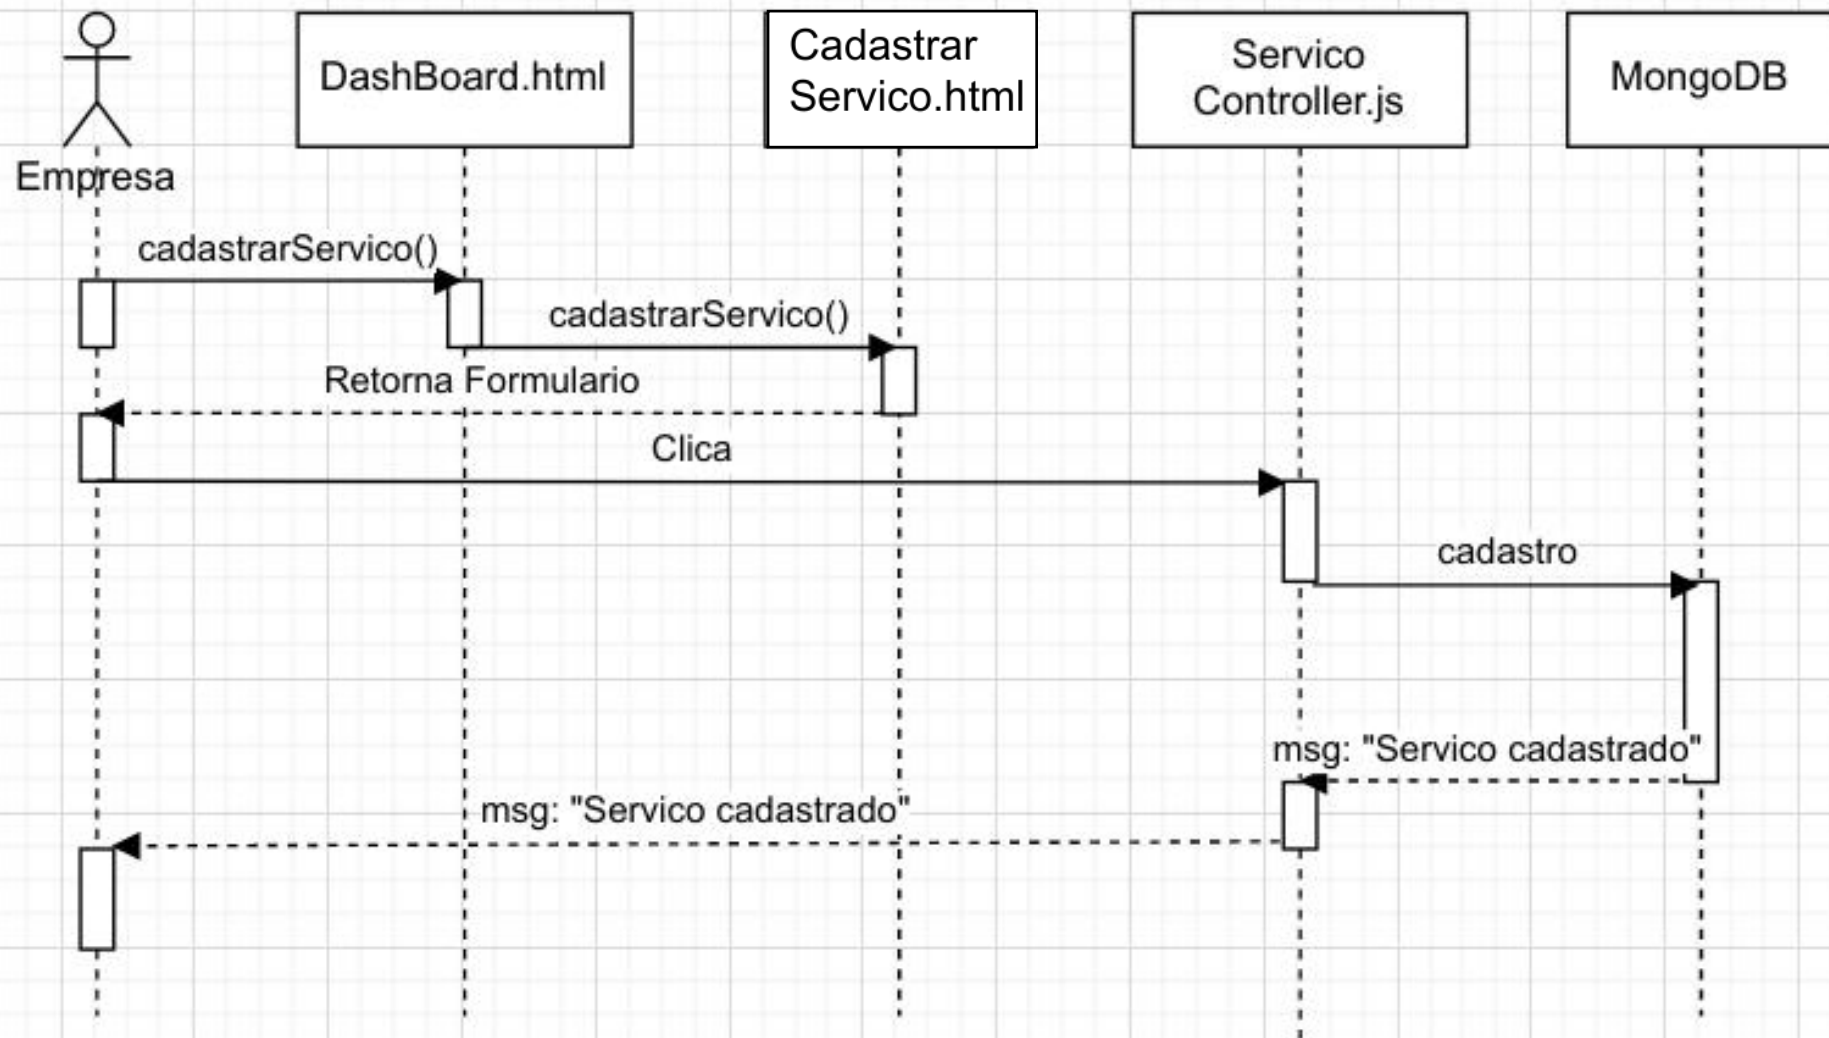 DashBoard.html
Cadastrar
Servico.html
Servico
Controller.js
MongoDB
Empresa
cadastrarServico()
cadastrarServico()
Retorna Formulario
Clica
cadastro
msg: "Servico cadastrado"
msg: "Servico cadastrado"